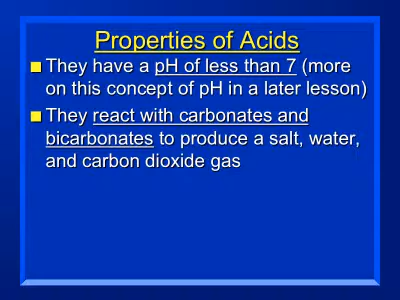 Properties of Acids
They have a pH of less than 7 (more
on this concept of pH in a later lesson)
They react with carbonates and
bicarbonates to produce a salt, water,
and carbon dioxide gas